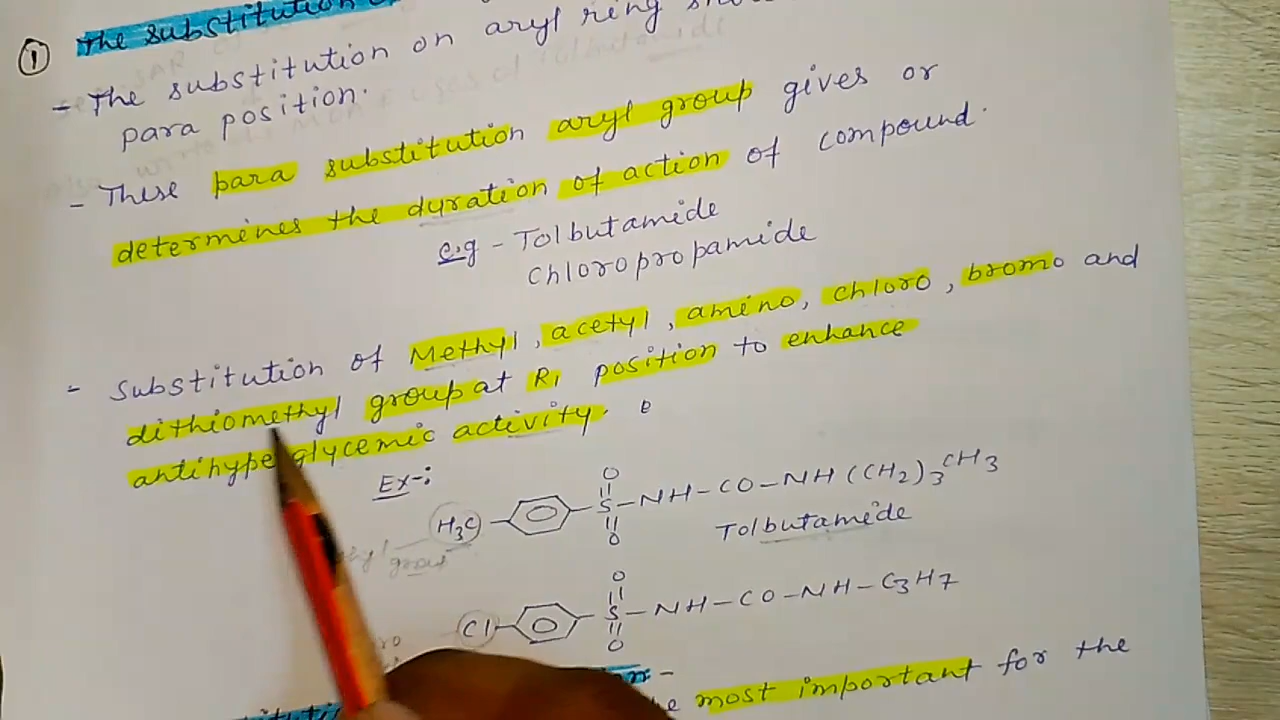 ① The substitution
- The substitution on aryl ring
para position.
- These para substitution aryl group gives or
determines the duration of action of compound.
e.g - Tolbutamide
Chloropropamide
- Substitution of Methyl, acetyl, amino, chloro, bromo and
dithiomethyl group at R1 position to enhance
antihyperglycemic activity.
Ex-:
H3C
O
S
O
-NH-CO-NH(CH2)3CH3
Tolbutamide
group
Cl
O
S
O
-NH-CO-NH-C3H7
most important for the